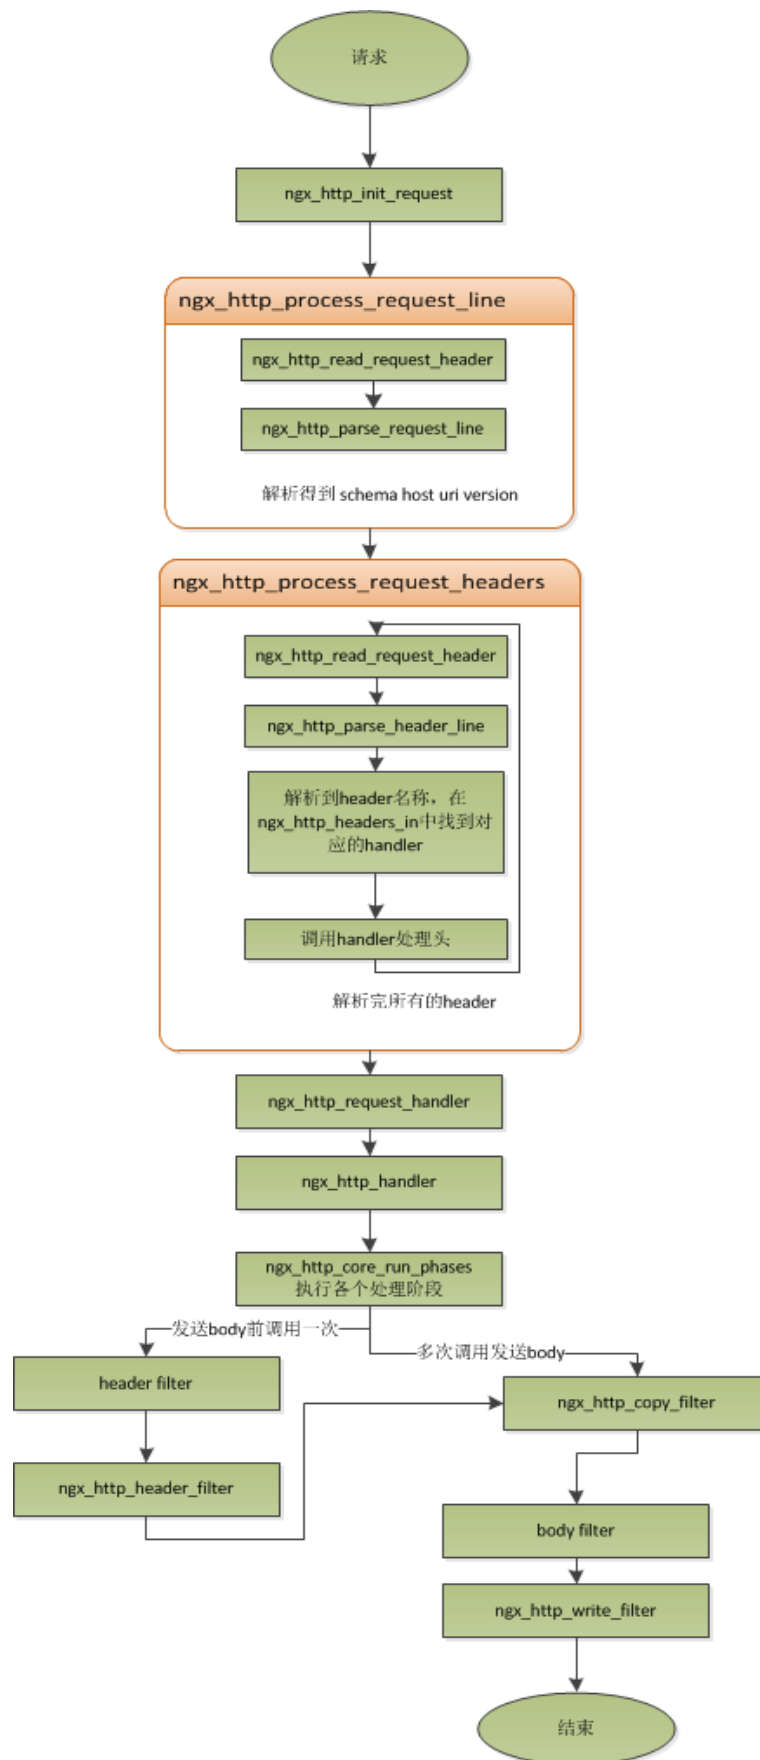 请求
ngx_http_init_request
ngx_http_process_request_line
ngx_http_read_request_header
ngx_http_parse_request_line
解析得到 schema host uri version
ngx_http_process_request_headers
ngx_http_read_request_header
ngx_http_parse_header_line
解析到header名称，在
ngx_http_headers_in中找到对
应的handler
调用handler处理头
解析完所有的header
ngx_http_request_handler
ngx_http_handler
ngx_http_core_run_phases
执行各个处理阶段
发送body前调用一次
多次调用发送body
header filter
ngx_http_copy_filter
ngx_http_header_filter
body filter
ngx_http_write_filter
结束